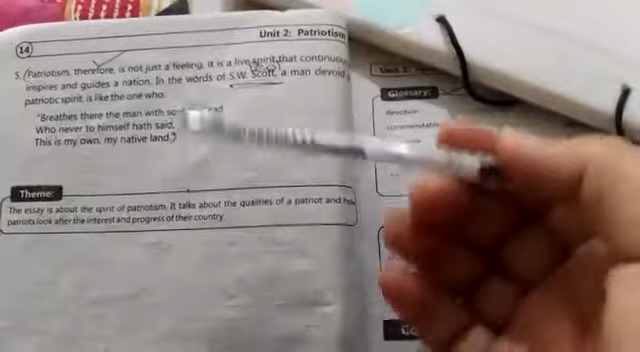 14
Unit 2: Patriotism
5. Patriotism, therefore, is not just a feeling. It is a live spirit that
inspires and guides a nation. In the words of S.W. Scott, a man devoid
patriotic spirit, is like the one who:
"Breathes there the man with
Who never to himself hath said,
This is my own, my native land."
Theme:
The essay is about the spirit of patriotism. It talks about the qualities of a patriot and how
patriots look after the interest and progress of their country.
Glossary:
devotion
commendable